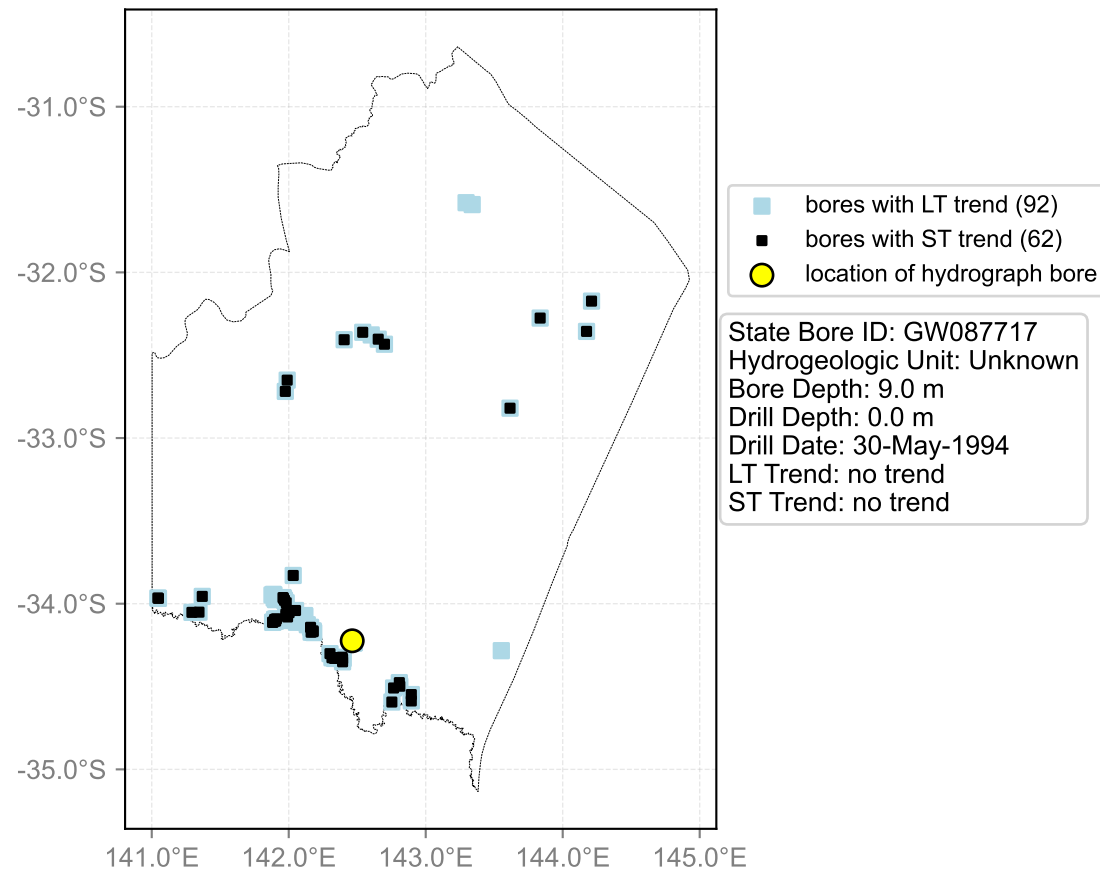 -31.0°S
-32.0°S
-33.0°S
-34.0°S
-35.0°S
141.0°E 142.0°E 143.0°E 144.0°E 145.0°E
bores with LT trend (92)
bores with ST trend (62)
location of hydrograph bore
State Bore ID: GW087717
Hydrogeologic Unit: Unknown
Bore Depth: 9.0 m
Drill Depth: 0.0 m
Drill Date: 30-May-1994
LT Trend: no trend
ST Trend: no trend